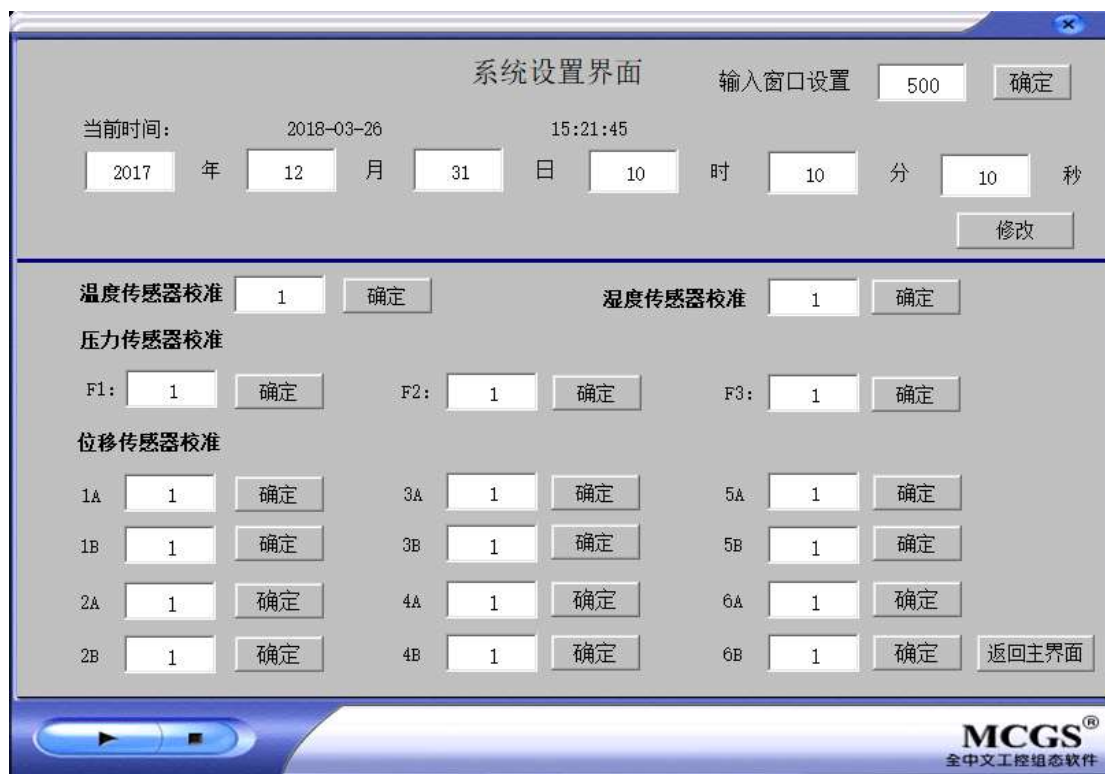 系统设置界面 输入窗口设置 500 确定
当前时间: 2018-03-26 15:21:45
2017 年 12 月 31 日 10 时 10 分 10 秒
修改
温度传感器校准 1 确定 湿度传感器校准 1 确定
压力传感器校准
F1: 1 确定 F2: 1 确定 F3: 1 确定
位移传感器校准
1A 1 确定 3A 1 确定 5A 1 确定
1B 1 确定 3B 1 确定 5B 1 确定
2A 1 确定 4A 1 确定 6A 1 确定
2B 1 确定 4B 1 确定 6B 1 确定 返回主界面
MCGS®
全中文工控组态软件